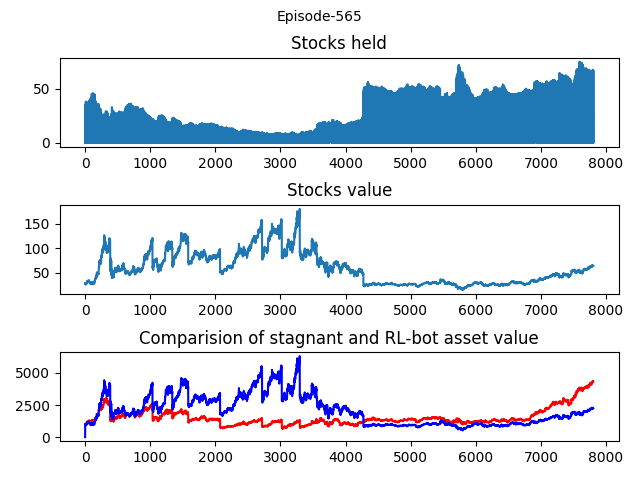 Episode-565
Stocks held
50
0
0 1000 2000 3000 4000 5000 6000 7000 8000
Stocks value
150
100
50
0 1000 2000 3000 4000 5000 6000 7000 8000
Comparision of stagnant and RL-bot asset value
5000
2500
0
0 1000 2000 3000 4000 5000 6000 7000 8000